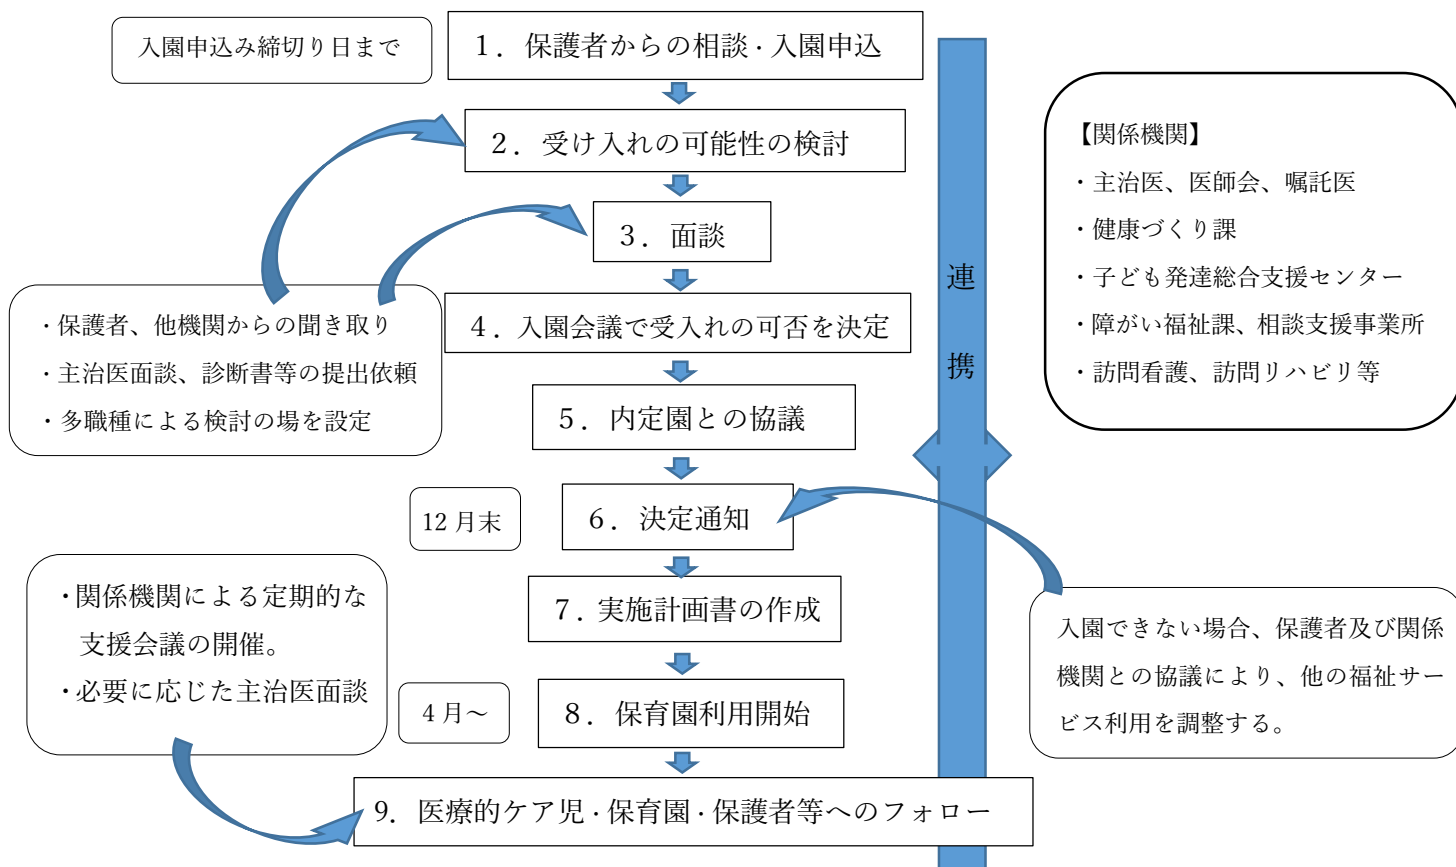 入園申込み締切り日まで
１．保護者からの相談・入園申込
２．受け入れの可能性の検討
３．面談
・保護者、他機関からの聞き取り
・主治医面談、診断書等の提出依頼
・多職種による検討の場を設定
４．入園会議で受入れの可否を決定
５．内定園との協議
12 月末
６．決定通知
７．実施計画書の作成
・関係機関による定期的な
支援会議の開催。
・必要に応じた主治医面談
４月～
８．保育園利用開始
９．医療的ケア児・保育園・保護者等へのフォロー
連
携
【関係機関】
・主治医、医師会、嘱託医
・健康づくり課
・子ども発達総合支援センター
・障がい福祉課、相談支援事業所
・訪問看護、訪問リハビリ等
入園できない場合、保護者及び関係
機関との協議により、他の福祉サー
ビス利用を調整する。